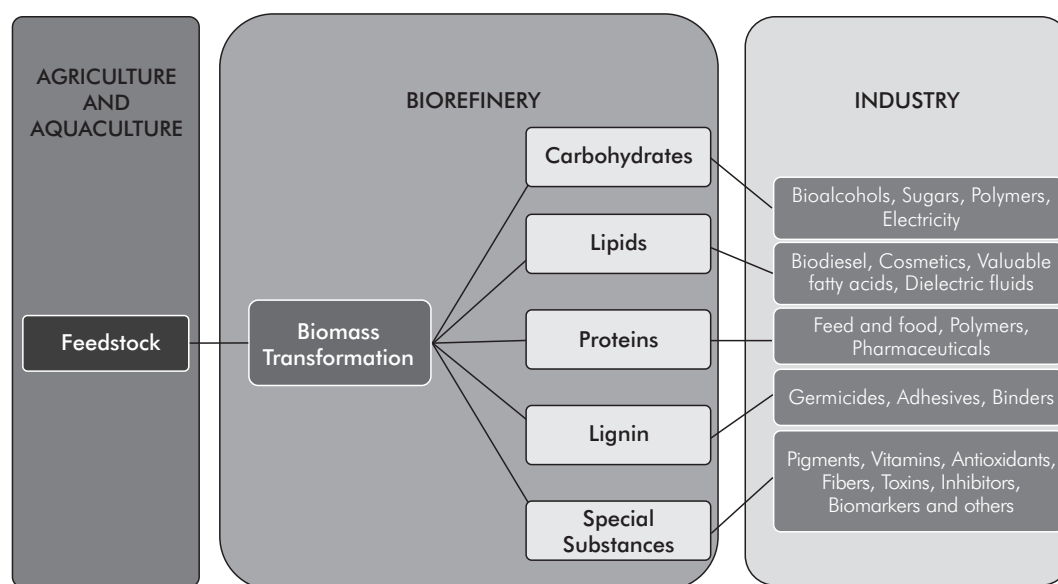 AGRICULTURE
AND
AQUACULTURE
Feedstock
BIOREFINERY
Biomass
Transformation
Carbohydrates
Lipids
Proteins
Lignin
Special
Substances
INDUSTRY
Bioalcohols, Sugars, Polymers,
Electricity
Biodiesel, Cosmetics, Valuable
fatty acids, Dielectric fluids
Feed and food, Polymers,
Pharmaceuticals
Germicides, Adhesives, Binders
Pigments, Vitamins, Antioxidants,
Fibers, Toxins, Inhibitors,
Biomarkers and others